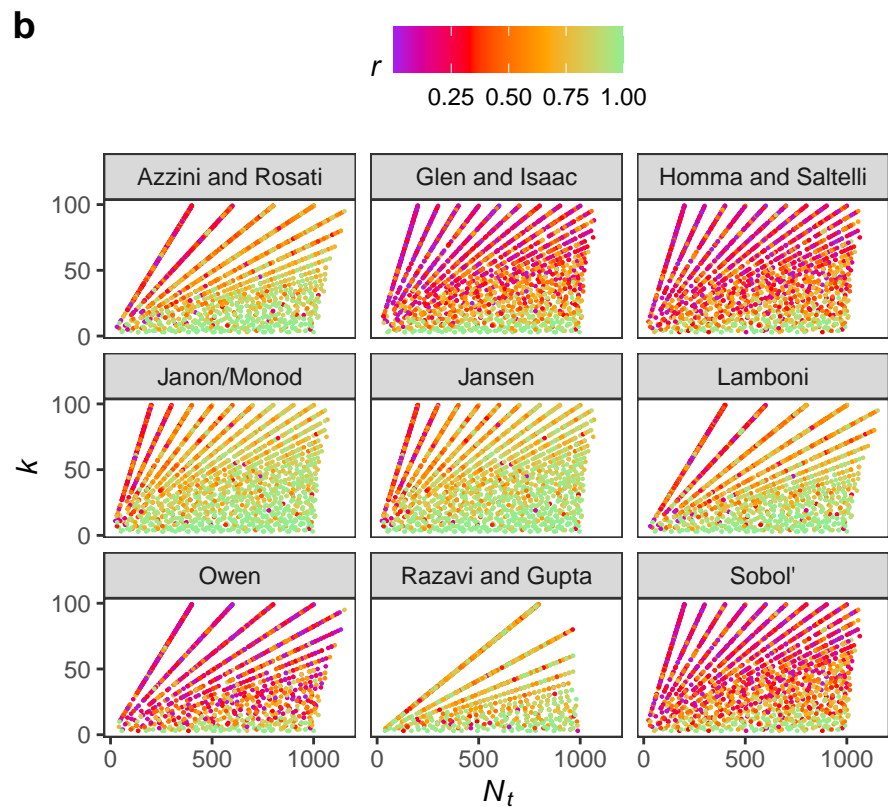 b
r
0.25 0.50 0.75 1.00
Azzini and Rosati Glen and Isaac Homma and Saltelli
100
50
0
Janon/Monod Jansen Lamboni
100
50
0
k
Owen Razavi and Gupta Sobol'
100
50
0
0 500 1000 0 500 1000 0 500 1000
N_t